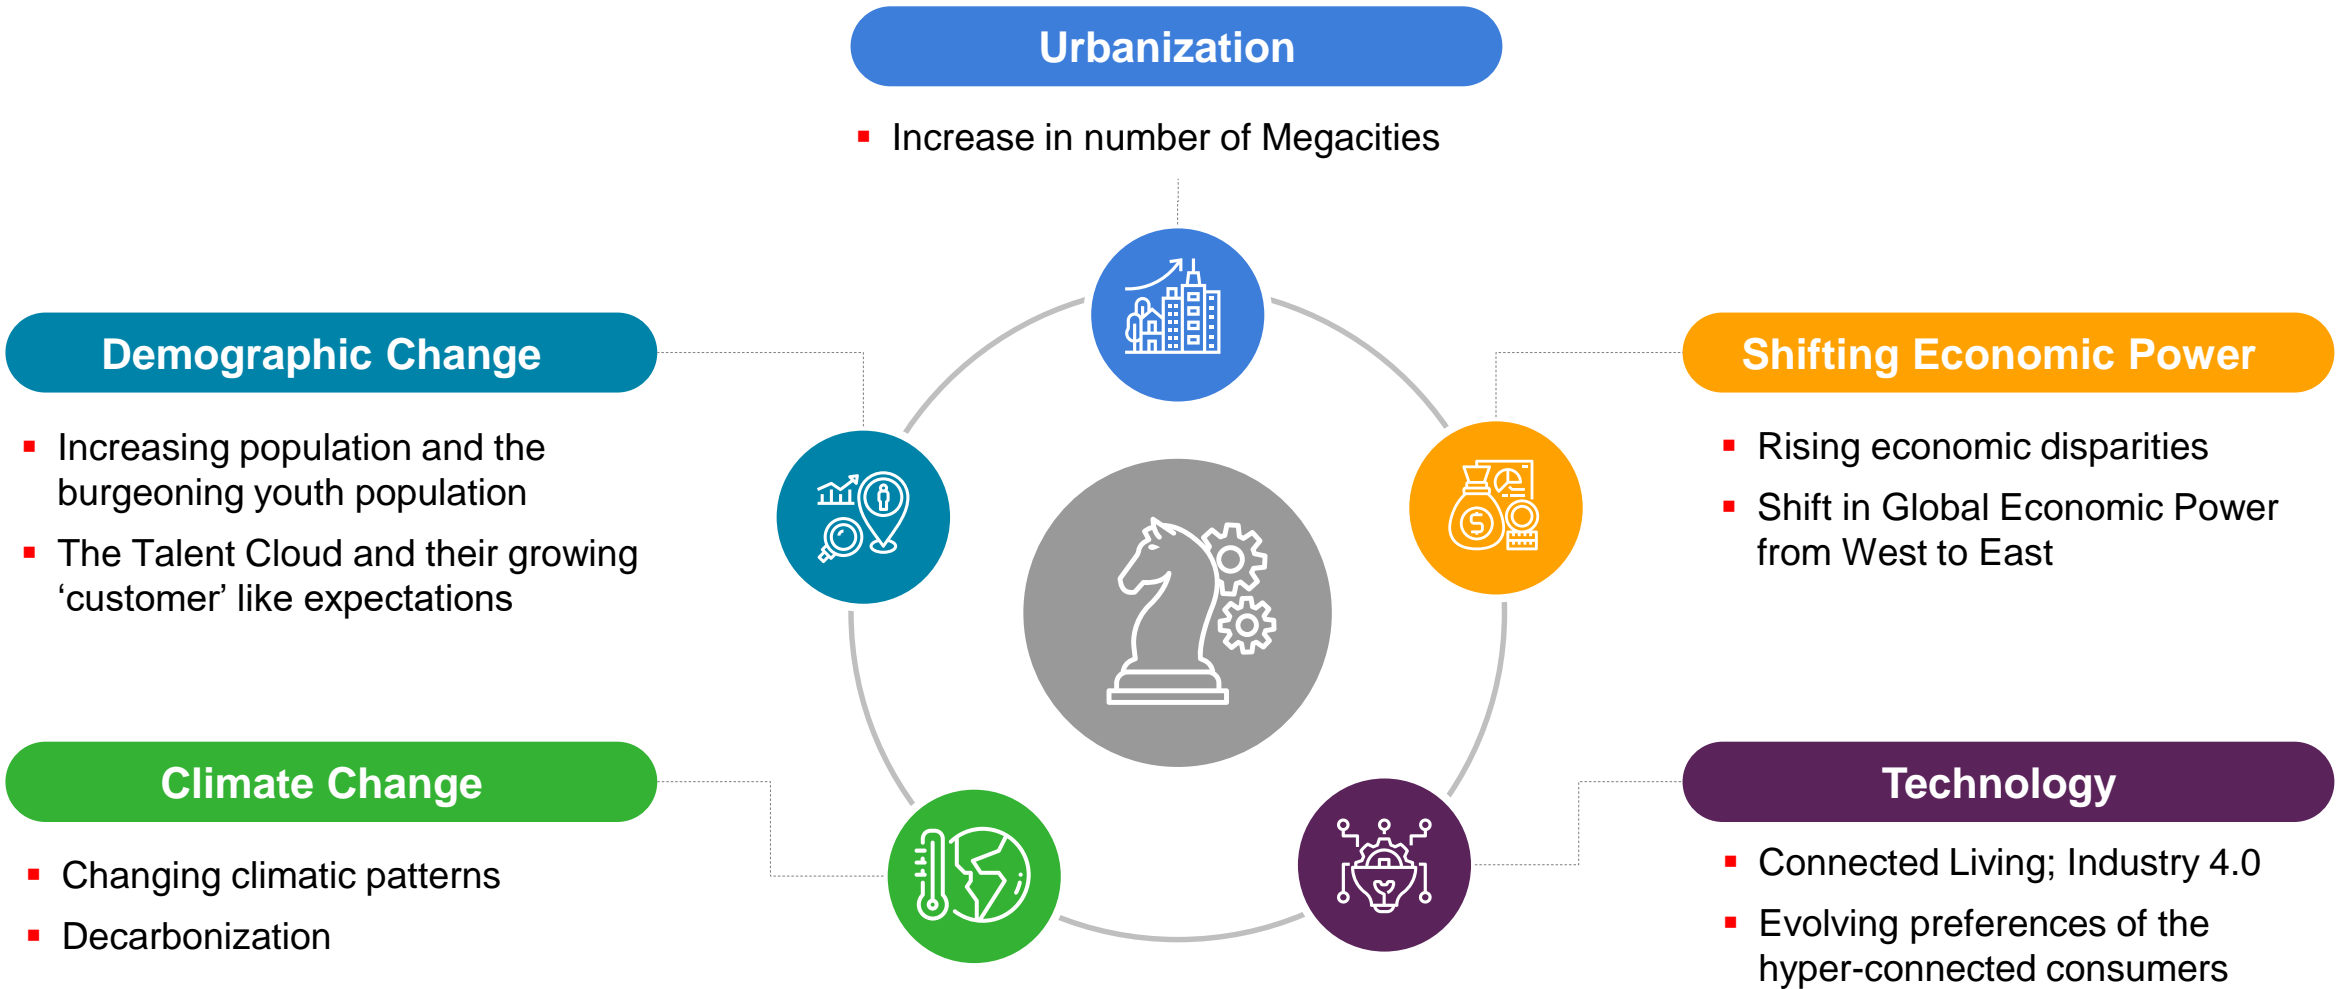 Urbanization
▪ Increase in number of Megacities
Demographic Change
▪ Increasing population and the
burgeoning youth population
▪ The Talent Cloud and their growing
‘customer’ like expectations
Shifting Economic Power
▪ Rising economic disparities
▪ Shift in Global Economic Power
from West to East
$
Climate Change
▪ Changing climatic patterns
▪ Decarbonization
Technology
▪ Connected Living; Industry 4.0
▪ Evolving preferences of the
hyper-connected consumers